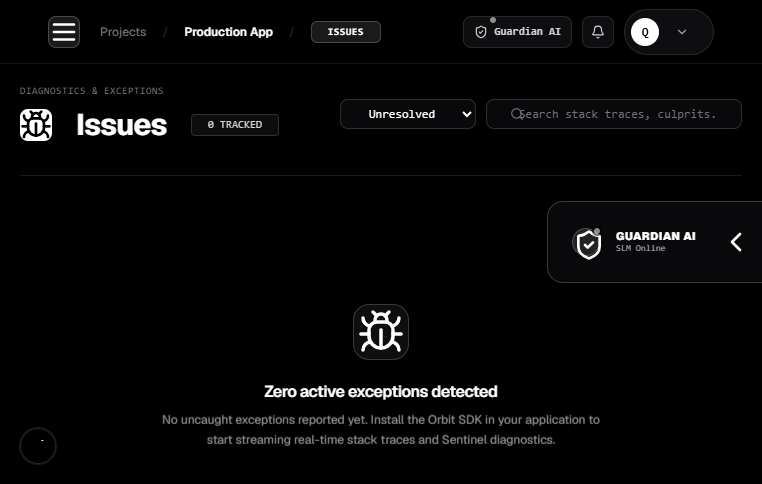 Projects / Production App / ISSUES
Guardian AI
Q
DIAGNOSTICS & EXCEPTIONS
Issues
0 TRACKED
Unresolved
Search stack traces, culprits.
GUARDIAN AI
SLM Online
Zero active exceptions detected
No uncaught exceptions reported yet. Install the Orbit SDK in your application to
start streaming real-time stack traces and Sentinel diagnostics.